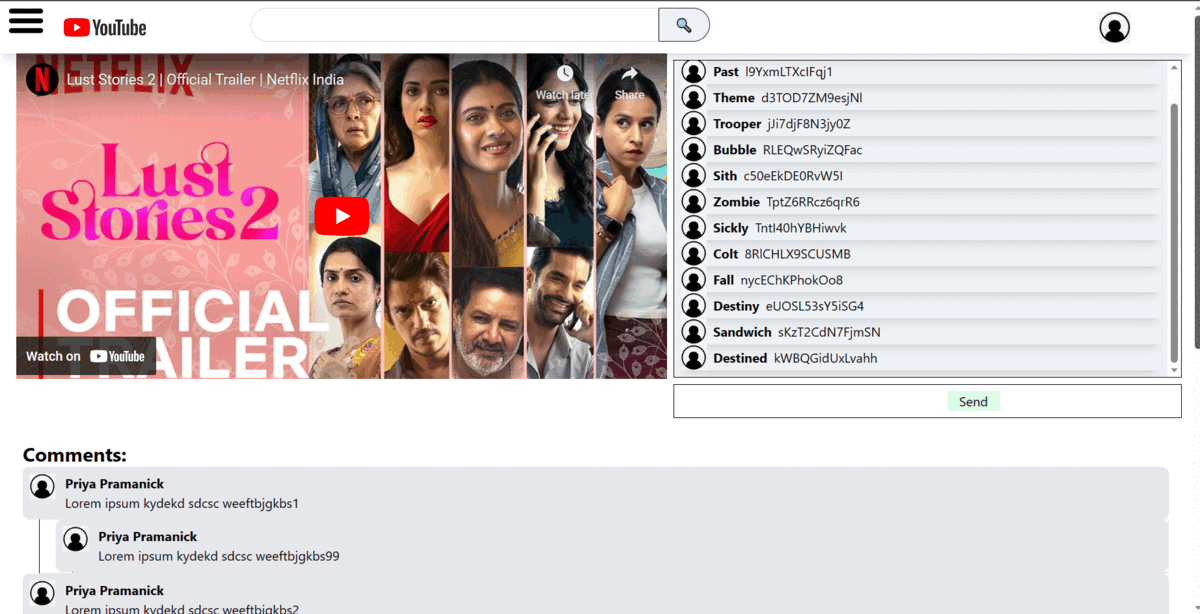 YouTube
NETFLIX
N
Lust Stories 2 | Official Trailer | Netflix India
Watch later
Share
Lust
Stories 2
OFFICIAL
TRAILER
Watch on YouTube
Past l9YxmLTXclFqj1
Theme d3TOD7ZM9esjNl
Trooper jJi7djF8N3jy0Z
Bubble RLEQwSRyiZQFac
Sith c50eEkDE0RvW5I
Zombie TptZ6RRcz6qrR6
Sickly Tntl40hYBHiwvk
Colt 8RlCHLX9SCUSMB
Fall nycEChKPhokOo8
Destiny eUOSL53sY5iSG4
Sandwich sKzT2CdN7FjmSN
Destined kWBQGidUxLvahh
Send
Comments:
Priya Pramanick
Lorem ipsum kydekd sdcsc weeftbjgkbs1
Priya Pramanick
Lorem ipsum kydekd sdcsc weeftbjgkbs99
Priya Pramanick
Lorem ipsum kydekd sdcsc weeftbjgkbs2